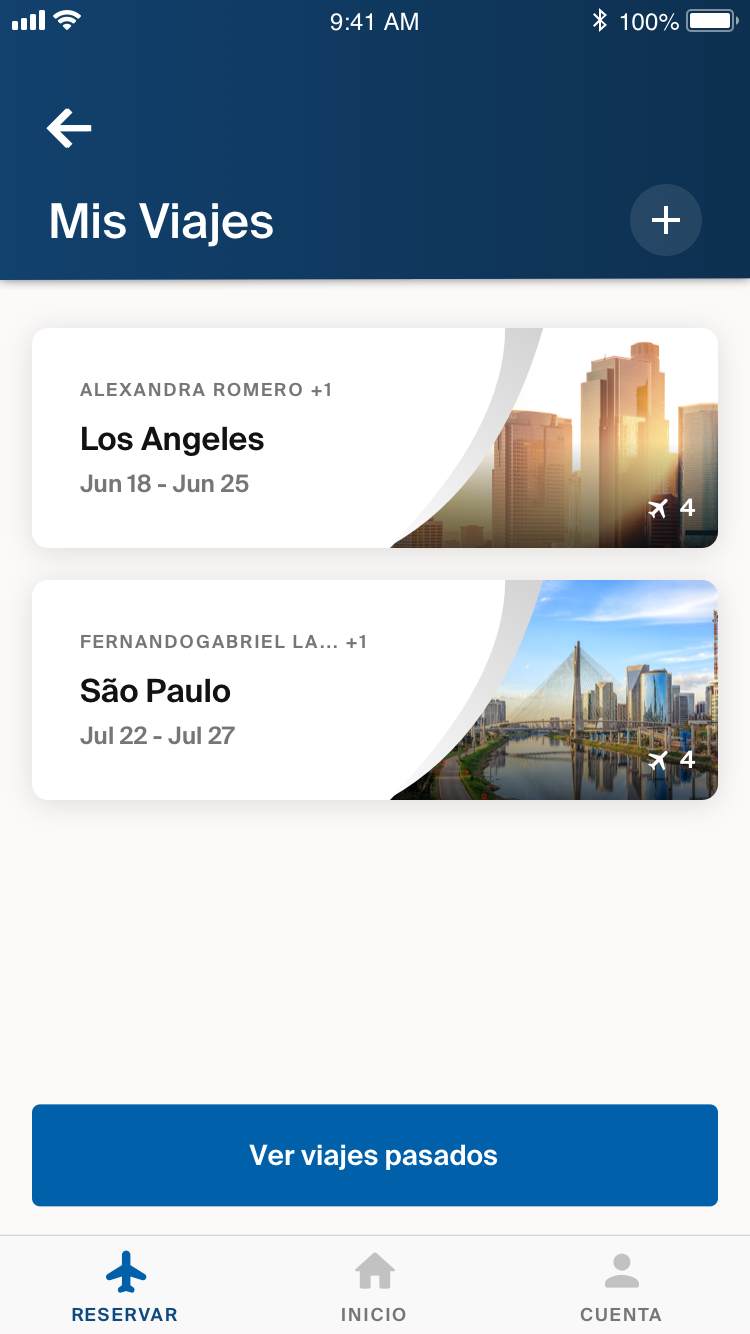 9:41 AM
100%
Mis Viajes
ALEXANDRA ROMERO +1
Los Angeles
Jun 18 - Jun 25
4
FERNANDOGABRIEL LA... +1
São Paulo
Jul 22 - Jul 27
4
Ver viajes pasados
RESERVAR
INICIO
CUENTA